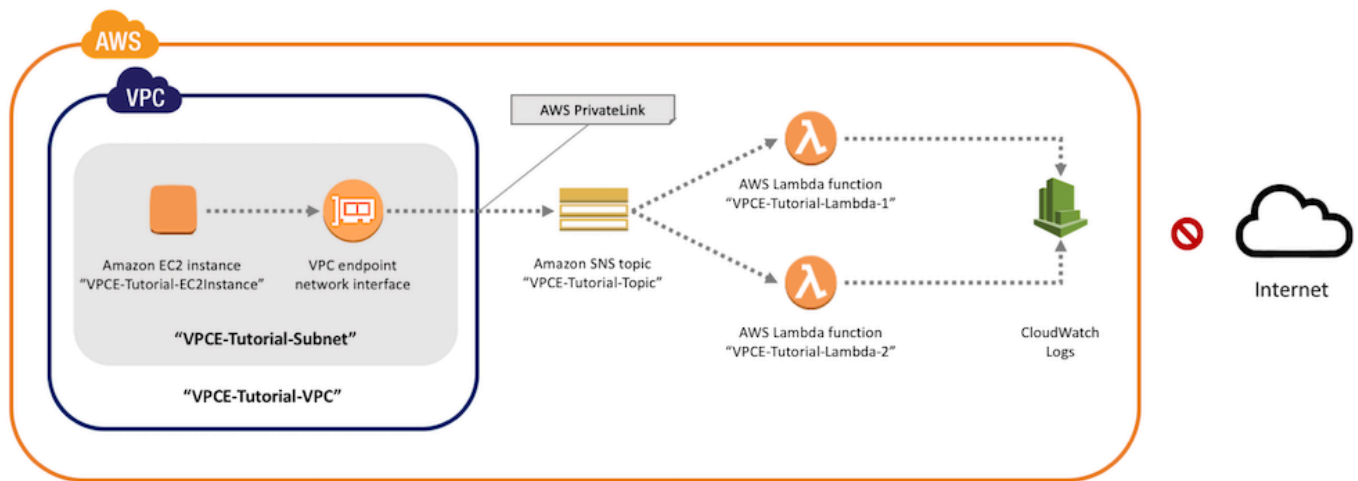 AWS
VPC
AWS PrivateLink
Amazon EC2 instance
“VPCE-Tutorial-EC2Instance”
VPC endpoint
network interface
“VPCE-Tutorial-Subnet”
“VPCE-Tutorial-VPC”
Amazon SNS topic
“VPCE-Tutorial-Topic”
AWS Lambda function
“VPCE-Tutorial-Lambda-1”
AWS Lambda function
“VPCE-Tutorial-Lambda-2”
CloudWatch
Logs
Internet